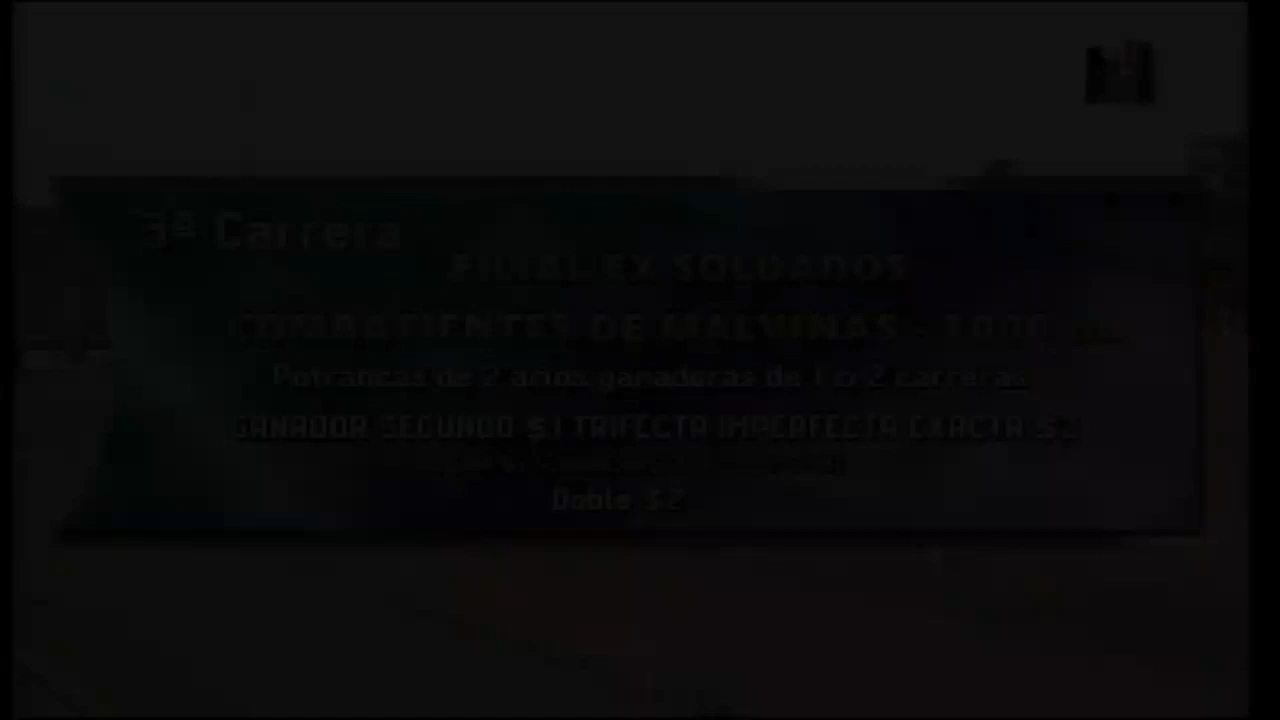 3ª Carrera
FINAL EX SOLDADOS
COMBATIENTES DE MALVINAS - 1000
Potrancas de 2 años ganadoras de 1 o 2 carreras
GANADOR SEGUNDO $1 TRIFECTA IMPERFECTA EXACTA $2
Doble $2